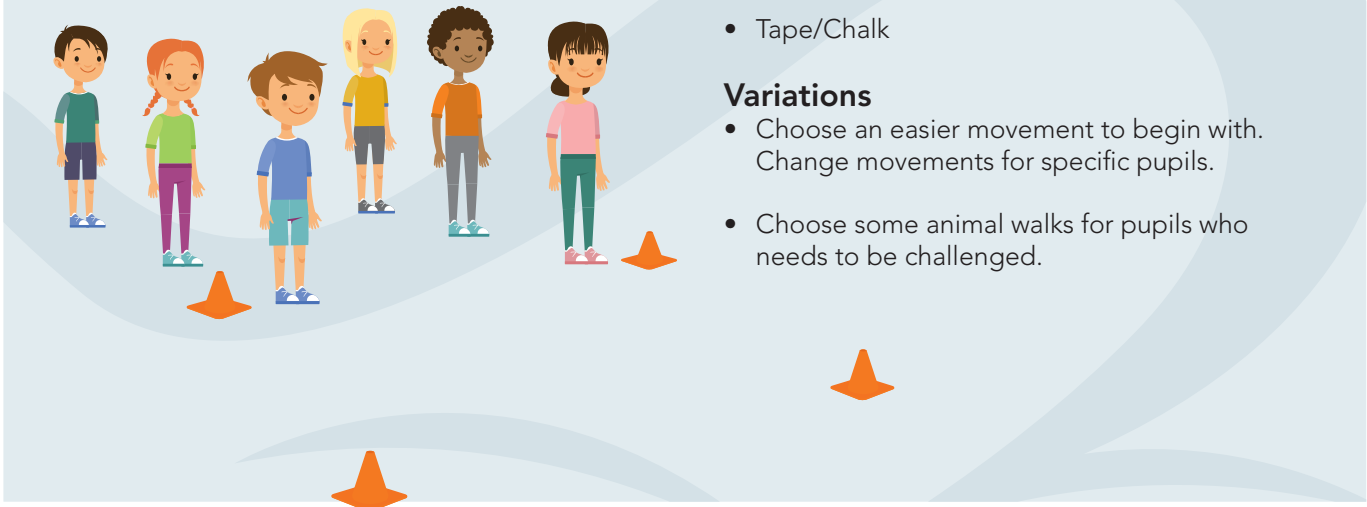 • Tape/Chalk
Variations
• Choose an easier movement to begin with.
Change movements for specific pupils.
• Choose some animal walks for pupils who
needs to be challenged.